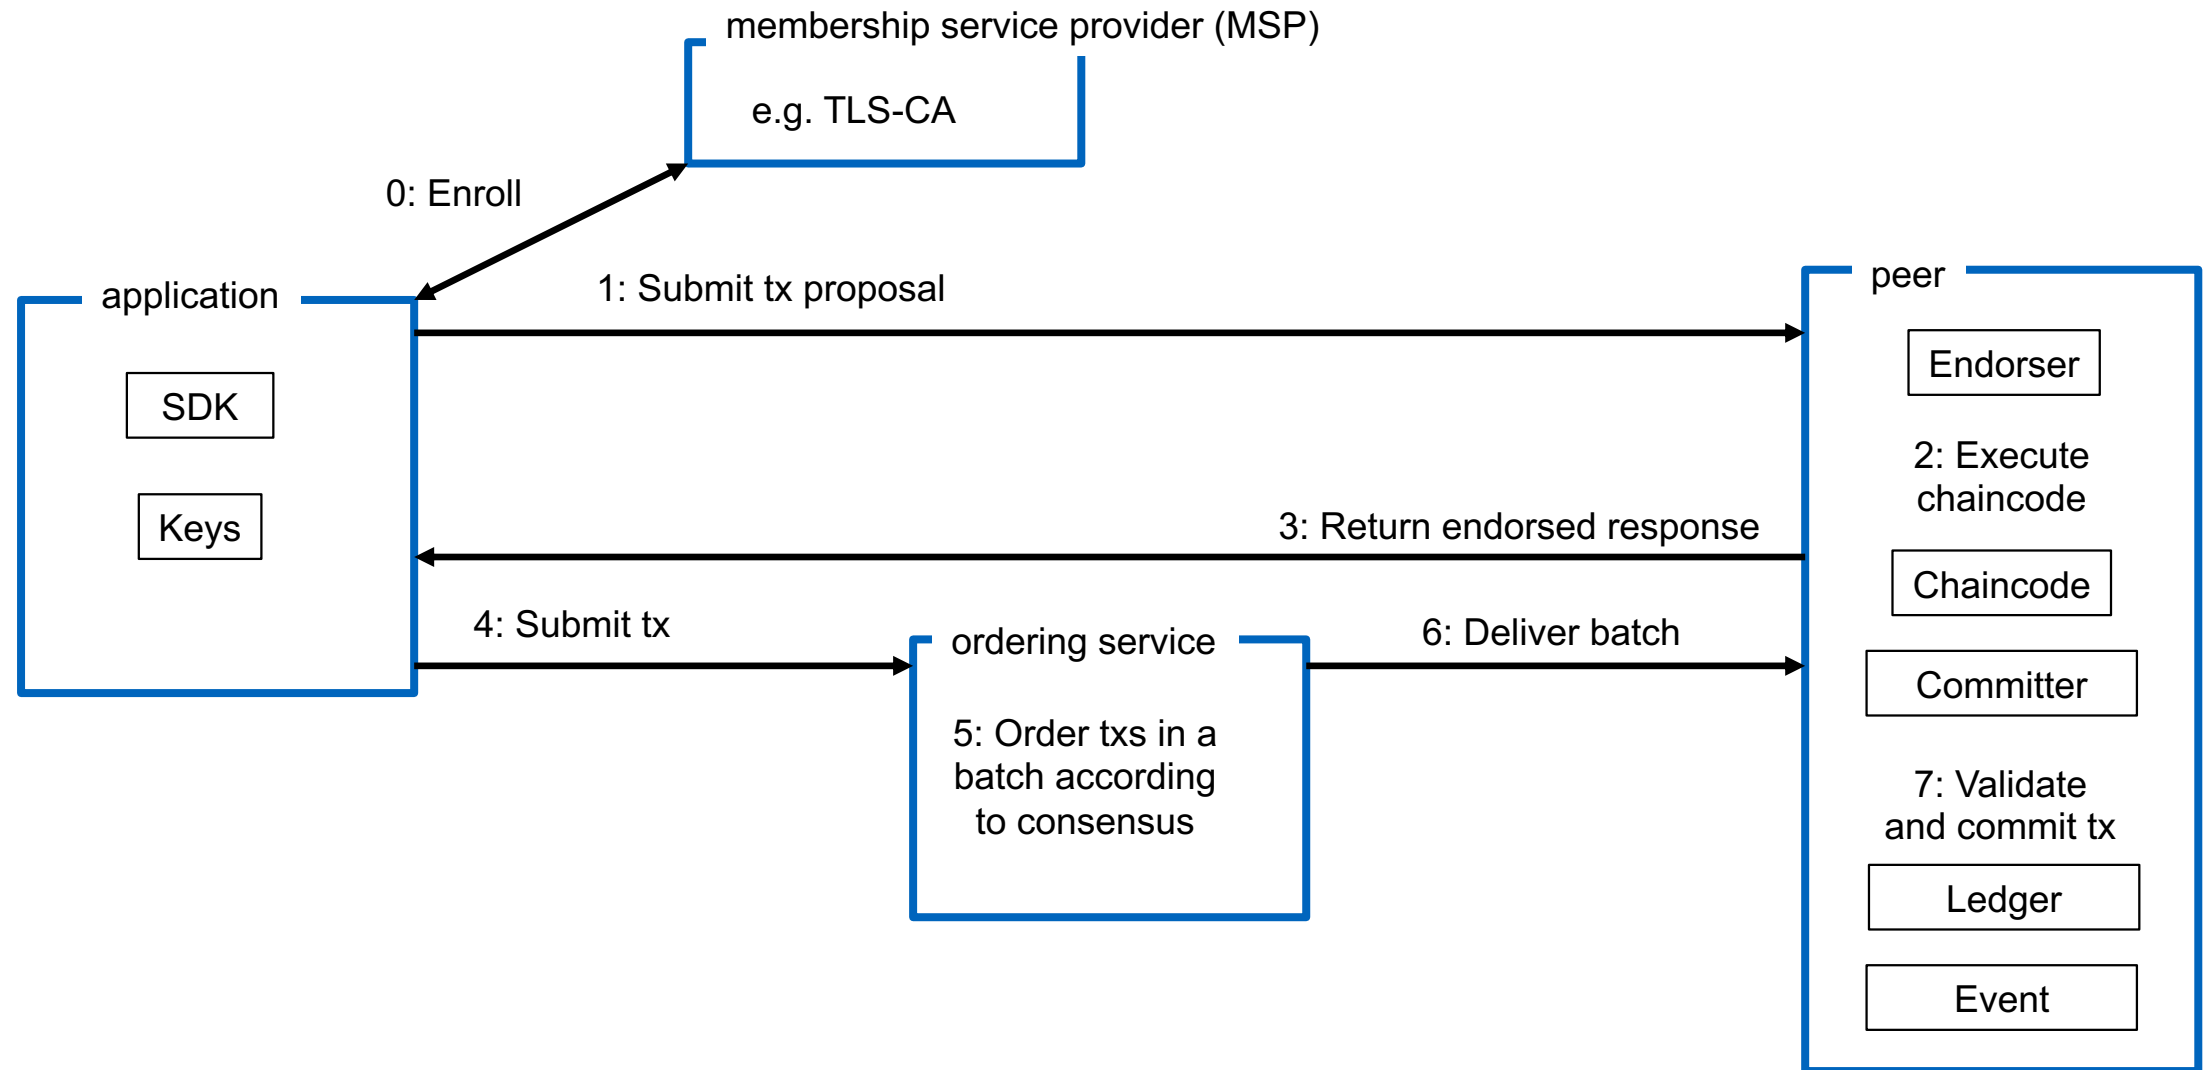 membership service provider (MSP)
e.g. TLS-CA
0: Enroll
application
SDK
Keys
1: Submit tx proposal
peer
Endorser
2: Execute
chaincode
3: Return endorsed response
Chaincode
4: Submit tx
ordering service
5: Order txs in a
batch according
to consensus
6: Deliver batch
Committer
7: Validate
and commit tx
Ledger
Event